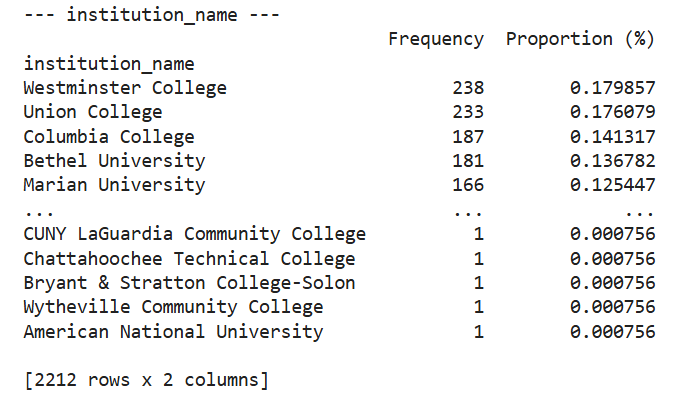 --- institution_name ---
Frequency Proportion (%)
institution_name
Westminster College 238 0.179857
Union College 233 0.176079
Columbia College 187 0.141317
Bethel University 181 0.136782
Marian University 166 0.125447
... ... ...
CUNY LaGuardia Community College 1 0.000756
Chattahoochee Technical College 1 0.000756
Bryant & Stratton College-Solon 1 0.000756
Wytheville Community College 1 0.000756
American National University 1 0.000756
[2212 rows x 2 columns]